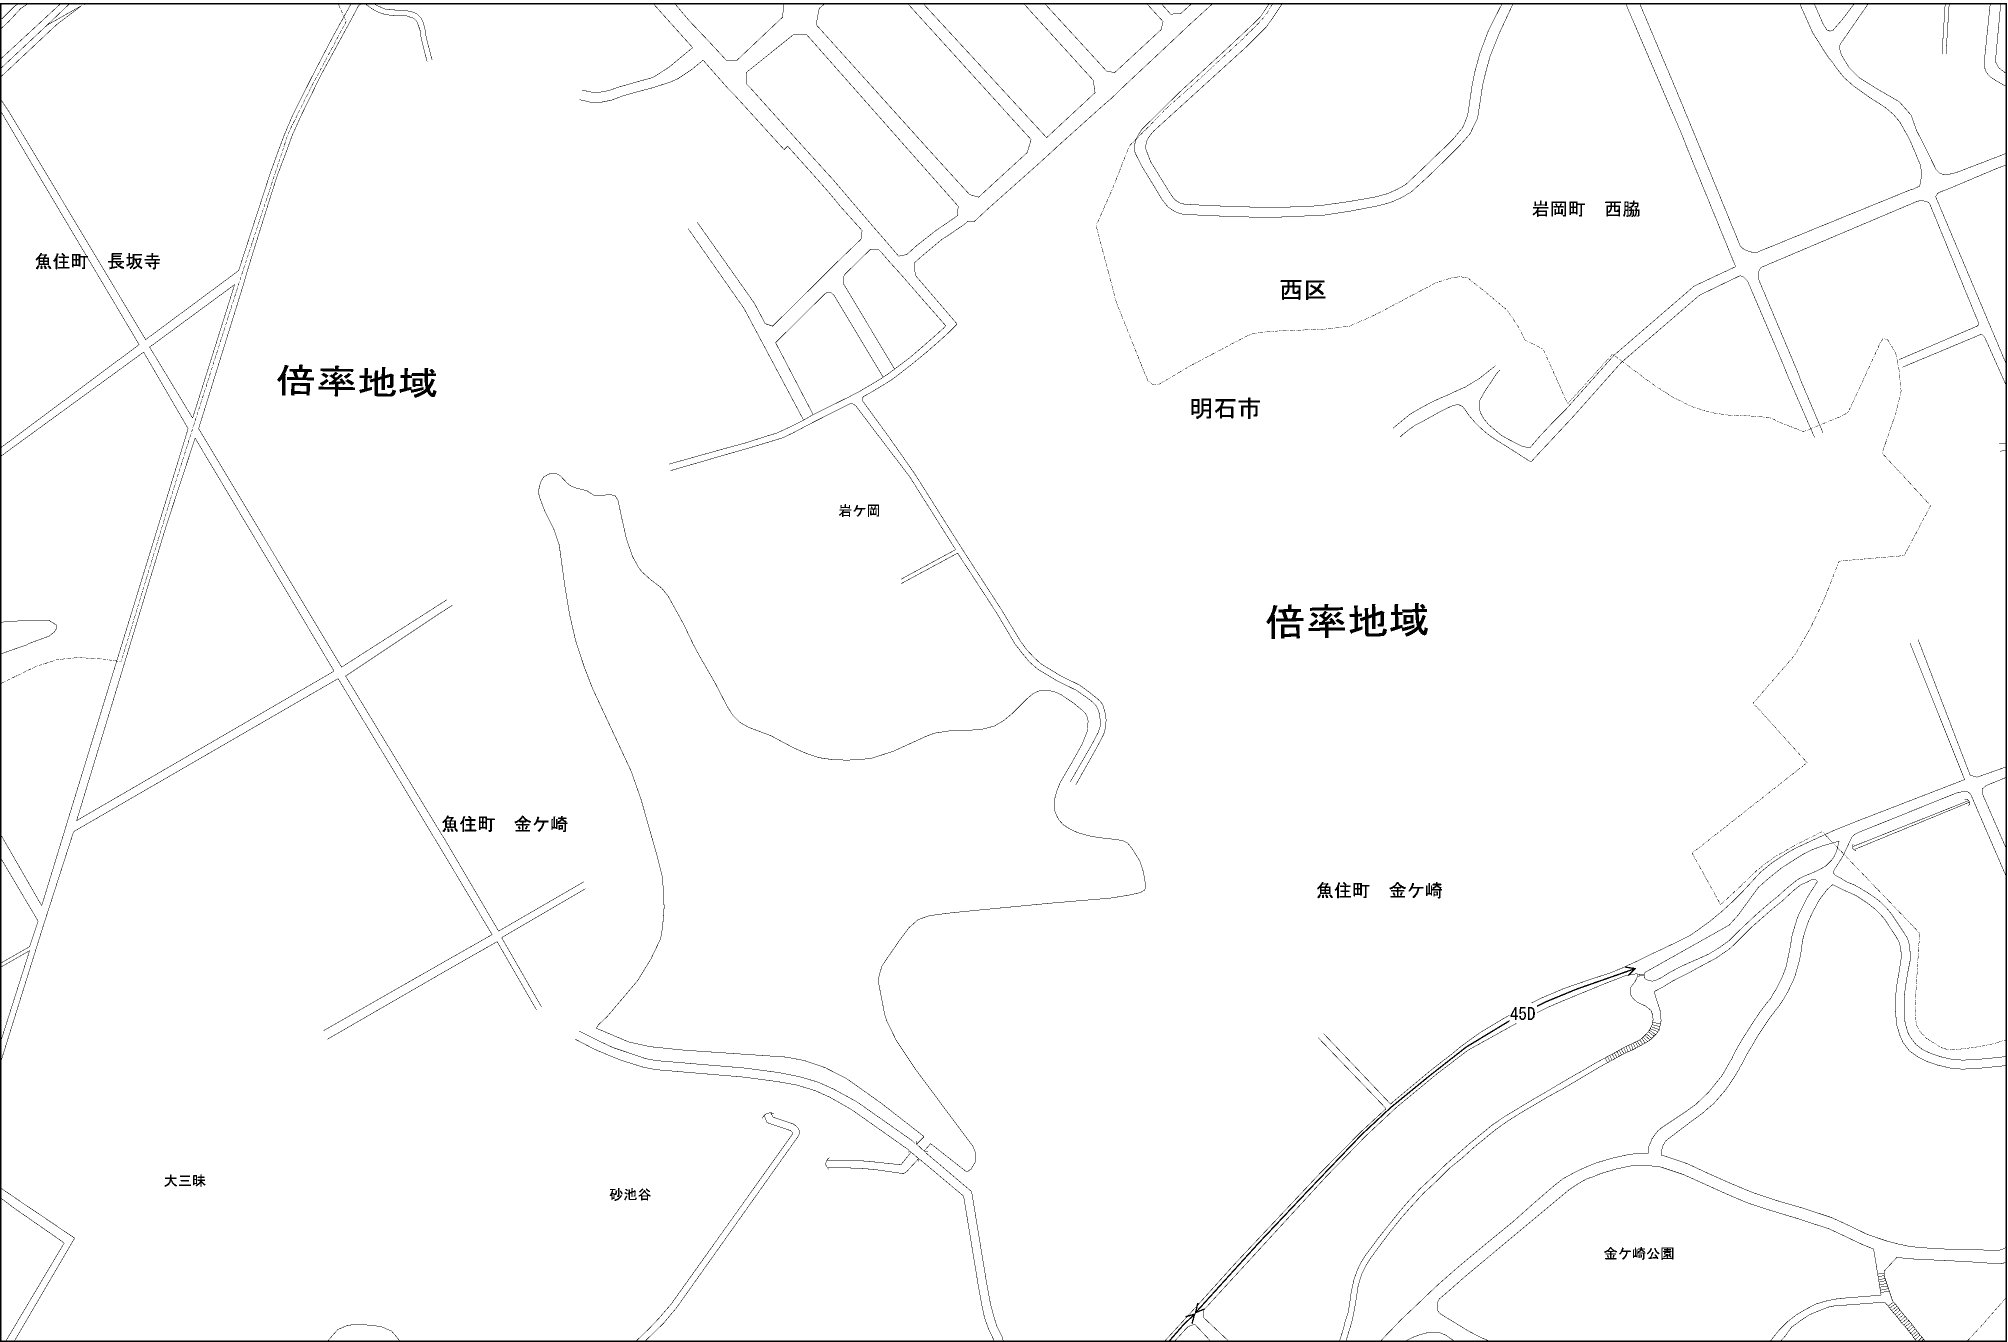 岩岡町　西脇
魚住町　長坂寺
西区
倍率地域
明石市
岩ケ岡
倍率地域
魚住町　金ケ崎
魚住町　金ケ崎
45D
大三昧
砂池谷
金ケ崎公園